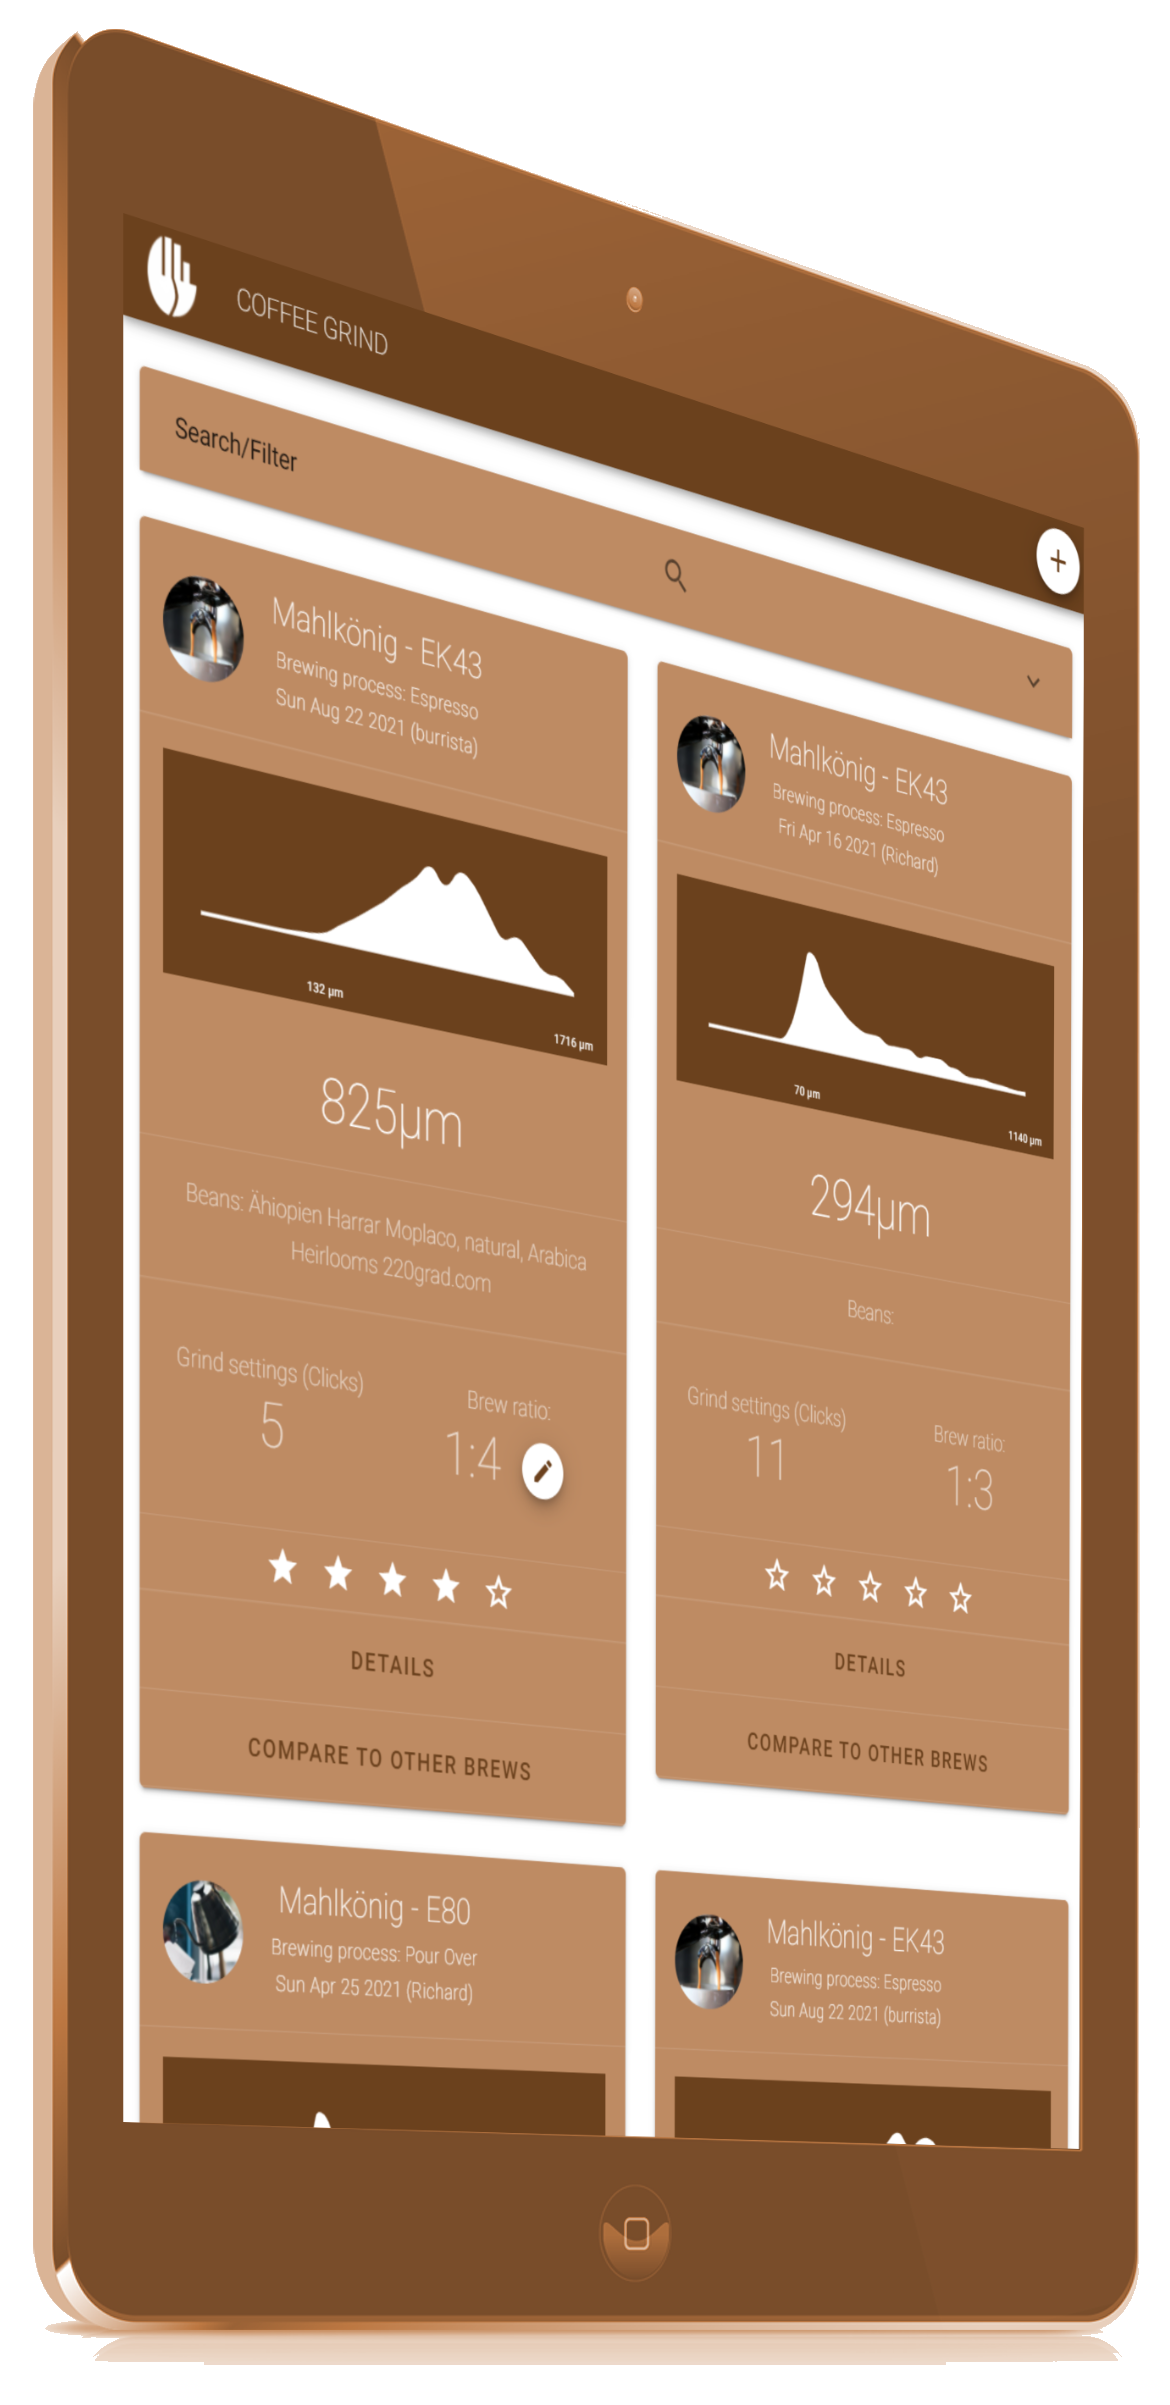 COFFEE GRIND
Search/Filter
Mahlkönig - EK43
Brewing process: Espresso
Sun Aug 22 2021 (burrista)
132 µm
1716 µm
825µm
Beans: Ähiopien Harrar Moplaco, natural, Arabica
Heirlooms 220grad.com
Grind settings (Clicks)
5
Brew ratio:
1:4
DETAILS
COMPARE TO OTHER BREWS
Mahlkönig - EK43
Brewing process: Espresso
Fri Apr 16 2021 (Richard)
70 µm
1140 µm
294µm
Beans:
Grind settings (Clicks)
11
Brew ratio:
1:3
DETAILS
COMPARE TO OTHER BREWS
Mahlkönig - E80
Brewing process: Pour Over
Sun Apr 25 2021 (Richard)
Mahlkönig - EK43
Brewing process: Espresso
Sun Aug 22 2021 (burrista)